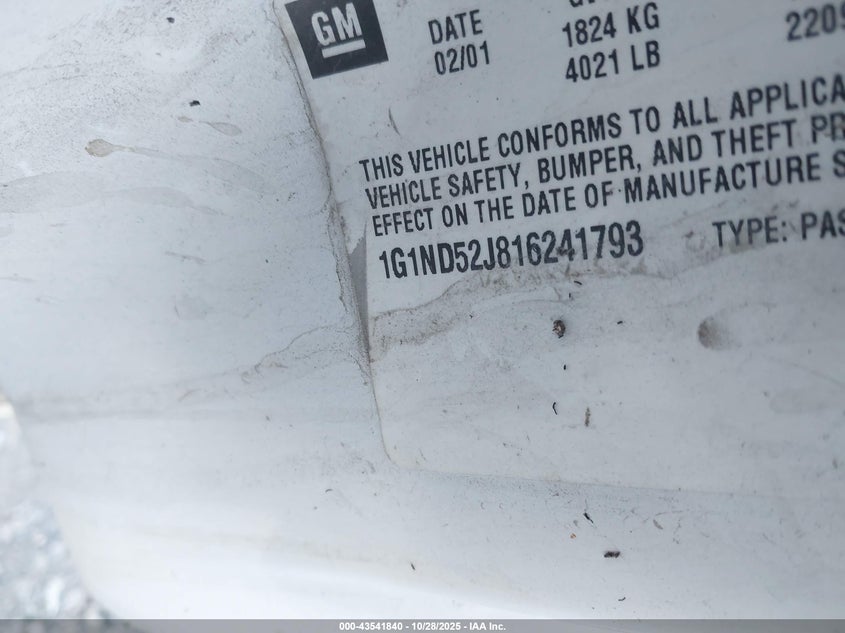 GM
DATE
02/01
1824 KG
4021 LB
THIS VEHICLE CONFORMS TO ALL APPLICA
VEHICLE SAFETY, BUMPER, AND THEFT PR
EFFECT ON THE DATE OF MANUFACTURE S
1G1ND52J816241793
TYPE: PAS
000-43541840 - 10/28/2025 - IAA Inc.